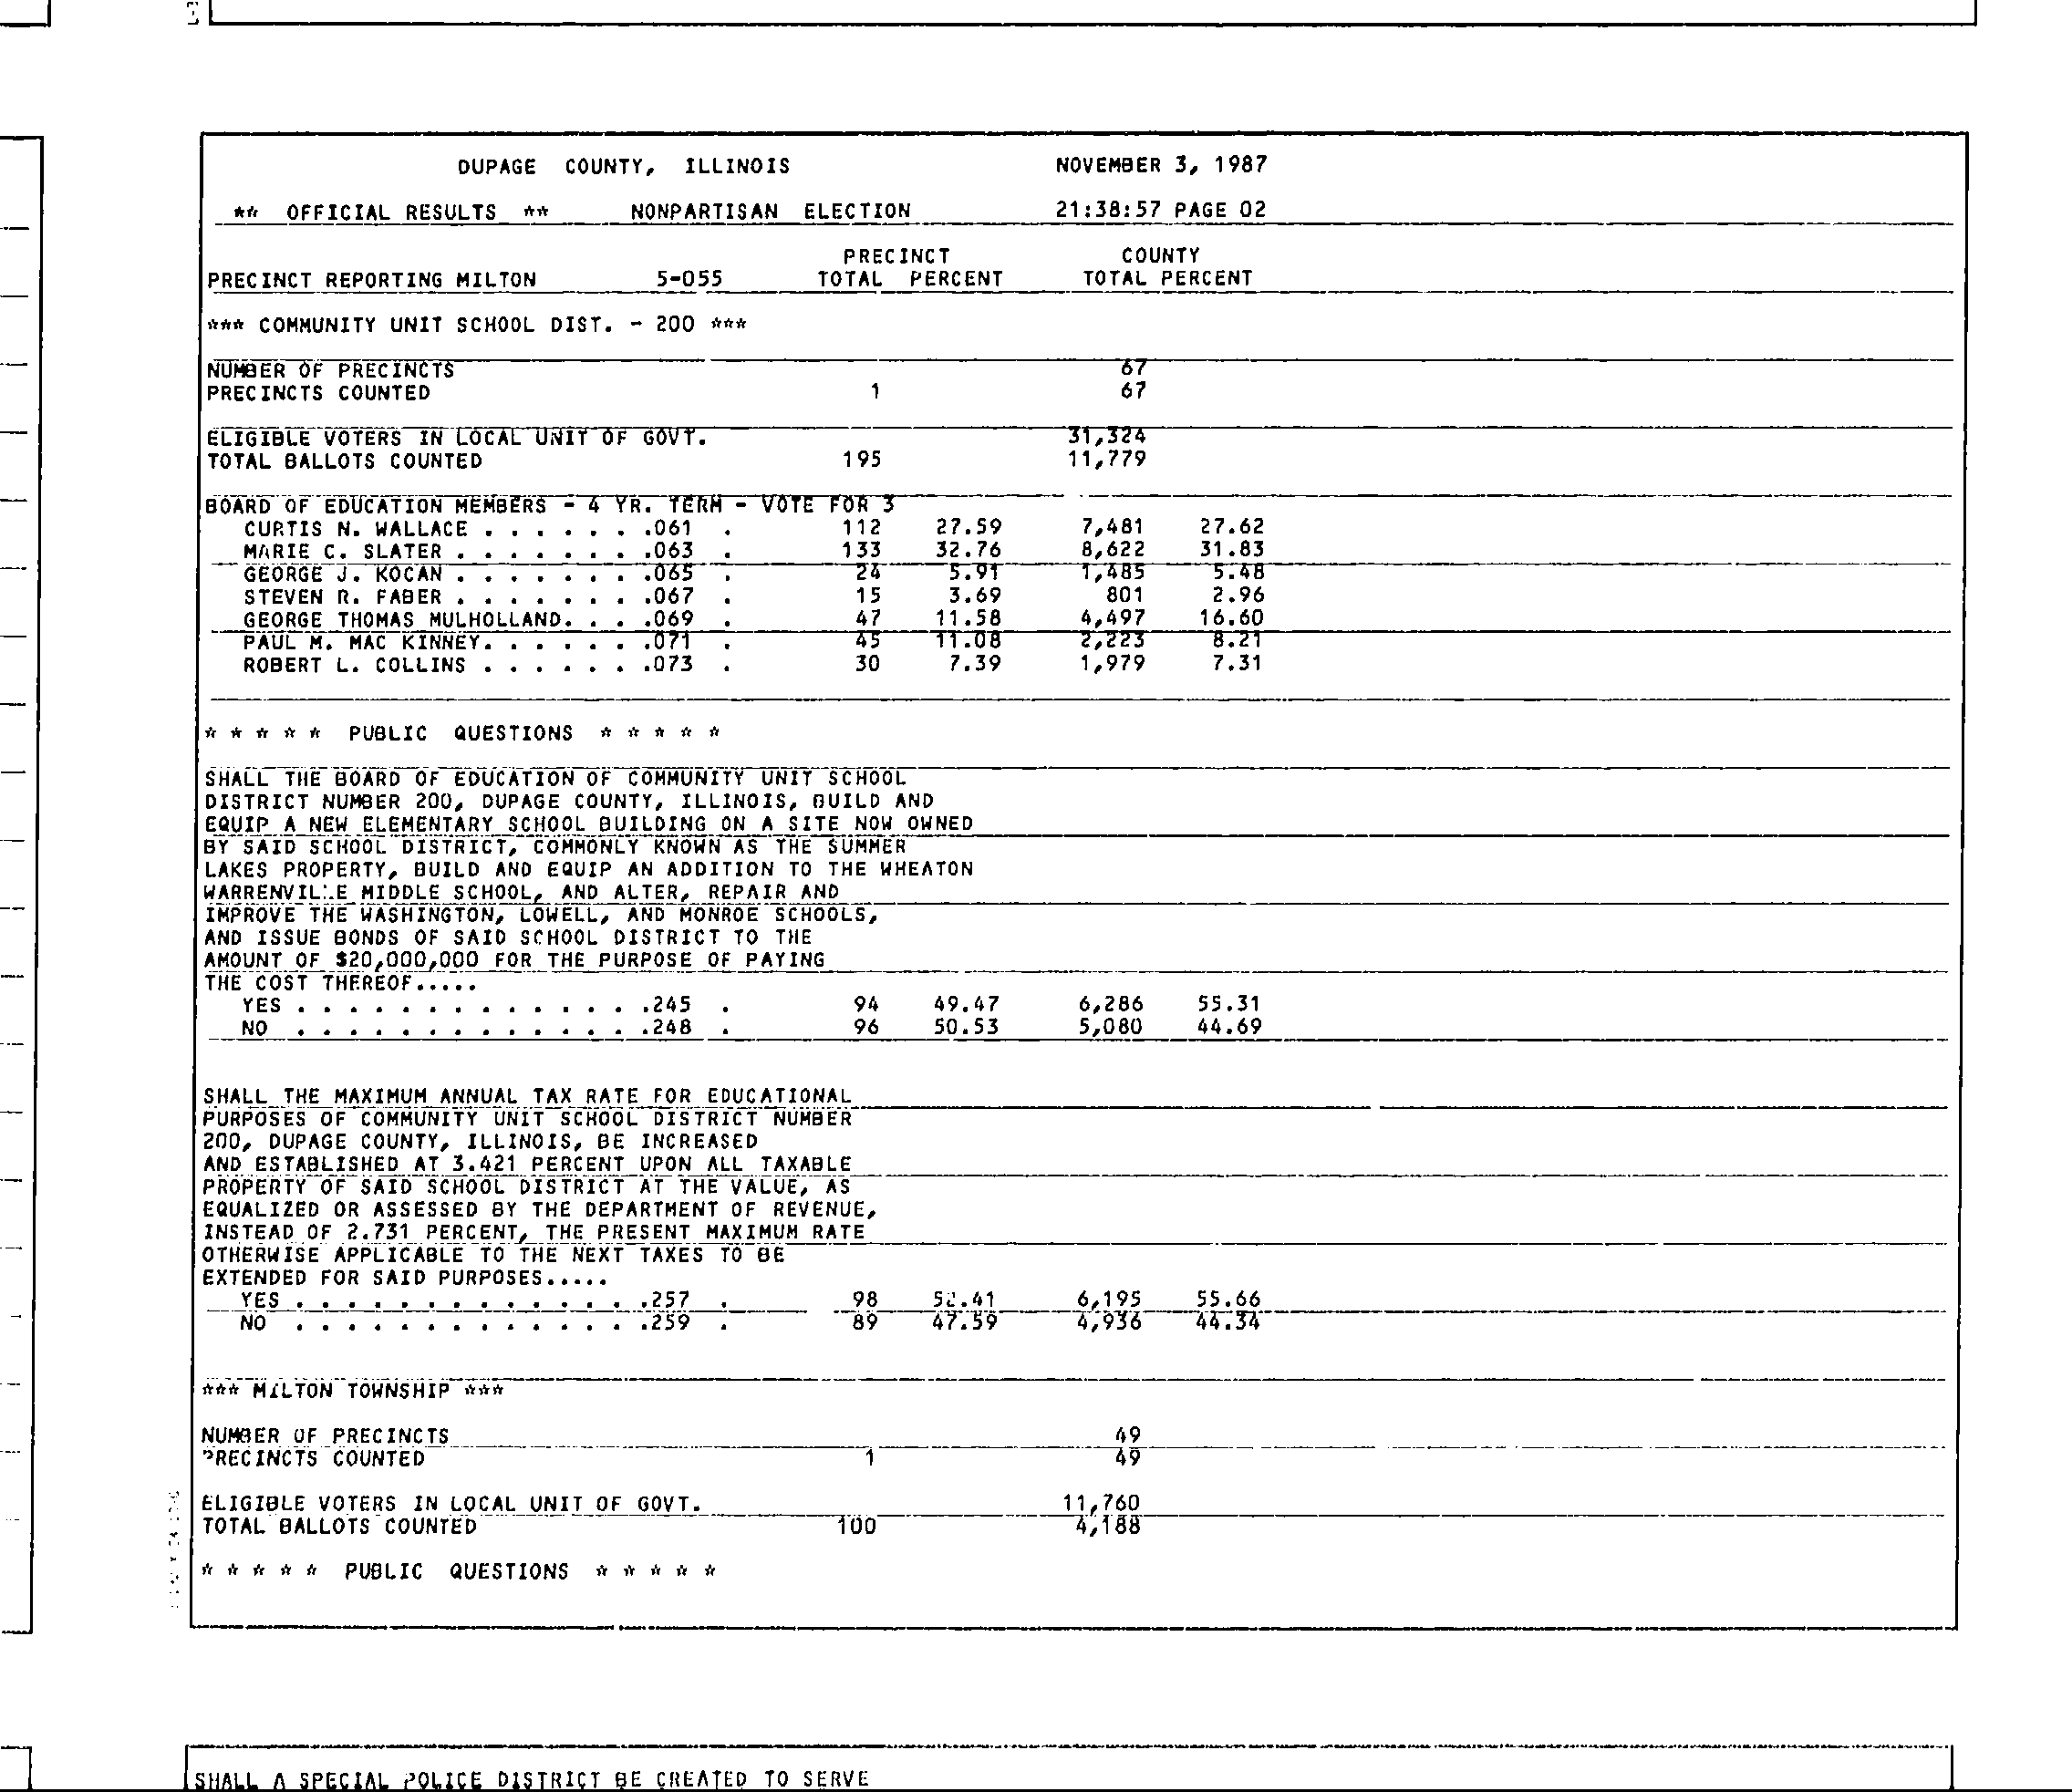 DUPAGE COUNTY, ILLINOIS NOVEMBER 3, 1987
** OFFICIAL RESULTS ** NONPARTISAN ELECTION 21:38:57 PAGE 02
PRECINCT COUNTY
PRECINCT REPORTING MILTON 5-055 TOTAL PERCENT TOTAL PERCENT
*** COMMUNITY UNIT SCHOOL DIST. - 200 ***
NUMBER OF PRECINCTS 67
PRECINCTS COUNTED 1 67
ELIGIBLE VOTERS IN LOCAL UNIT OF GOVT. 31,324
TOTAL BALLOTS COUNTED 195 11,779
BOARD OF EDUCATION MEMBERS - 4 YR. TERM - VOTE FOR 3
CURTIS N. WALLACE . . . . . . .061 . 112 27.59 7,481 27.62
MARIE C. SLATER . . . . . . . .063 . 133 32.76 8,622 31.83
GEORGE J. KOCAN . . . . . . . .065 . 24 5.91 1,485 5.48
STEVEN R. FABER . . . . . . . .067 . 15 3.69 801 2.96
GEORGE THOMAS MULHOLLAND. . . .069 . 47 11.58 4,497 16.60
PAUL M. MAC KINNEY. . . . . . .071 . 45 11.08 2,223 8.21
ROBERT L. COLLINS . . . . . . .073 . 30 7.39 1,979 7.31
* * * * * PUBLIC QUESTIONS * * * * *
SHALL THE BOARD OF EDUCATION OF COMMUNITY UNIT SCHOOL
DISTRICT NUMBER 200, DUPAGE COUNTY, ILLINOIS, BUILD AND
EQUIP A NEW ELEMENTARY SCHOOL BUILDING ON A SITE NOW OWNED
BY SAID SCHOOL DISTRICT, COMMONLY KNOWN AS THE SUMMER
LAKES PROPERTY, BUILD AND EQUIP AN ADDITION TO THE WHEATON
WARRENVILLE MIDDLE SCHOOL, AND ALTER, REPAIR AND
IMPROVE THE WASHINGTON, LOWELL, AND MONROE SCHOOLS,
AND ISSUE BONDS OF SAID SCHOOL DISTRICT TO THE
AMOUNT OF $20,000,000 FOR THE PURPOSE OF PAYING
THE COST THEREOF.....
YES . . . . . . . . . . . . . .245 . 94 49.47 6,286 55.31
NO . . . . . . . . . . . . . .248 . 96 50.53 5,080 44.69
SHALL THE MAXIMUM ANNUAL TAX RATE FOR EDUCATIONAL
PURPOSES OF COMMUNITY UNIT SCHOOL DISTRICT NUMBER
200, DUPAGE COUNTY, ILLINOIS, BE INCREASED
AND ESTABLISHED AT 3.421 PERCENT UPON ALL TAXABLE
PROPERTY OF SAID SCHOOL DISTRICT AT THE VALUE, AS
EQUALIZED OR ASSESSED BY THE DEPARTMENT OF REVENUE,
INSTEAD OF 2.731 PERCENT, THE PRESENT MAXIMUM RATE
OTHERWISE APPLICABLE TO THE NEXT TAXES TO BE
EXTENDED FOR SAID PURPOSES.....
YES . . . . . . . . . . . . . .257 . 98 52.41 6,195 55.66
NO . . . . . . . . . . . . . .259 . 89 47.59 4,936 44.34
*** MILTON TOWNSHIP ***
NUMBER OF PRECINCTS 49
PRECINCTS COUNTED 1 49
ELIGIBLE VOTERS IN LOCAL UNIT OF GOVT. 11,760
TOTAL BALLOTS COUNTED 100 4,188
* * * * * PUBLIC QUESTIONS * * * * *
SHALL A SPECIAL POLICE DISTRICT BE CREATED TO SERVE